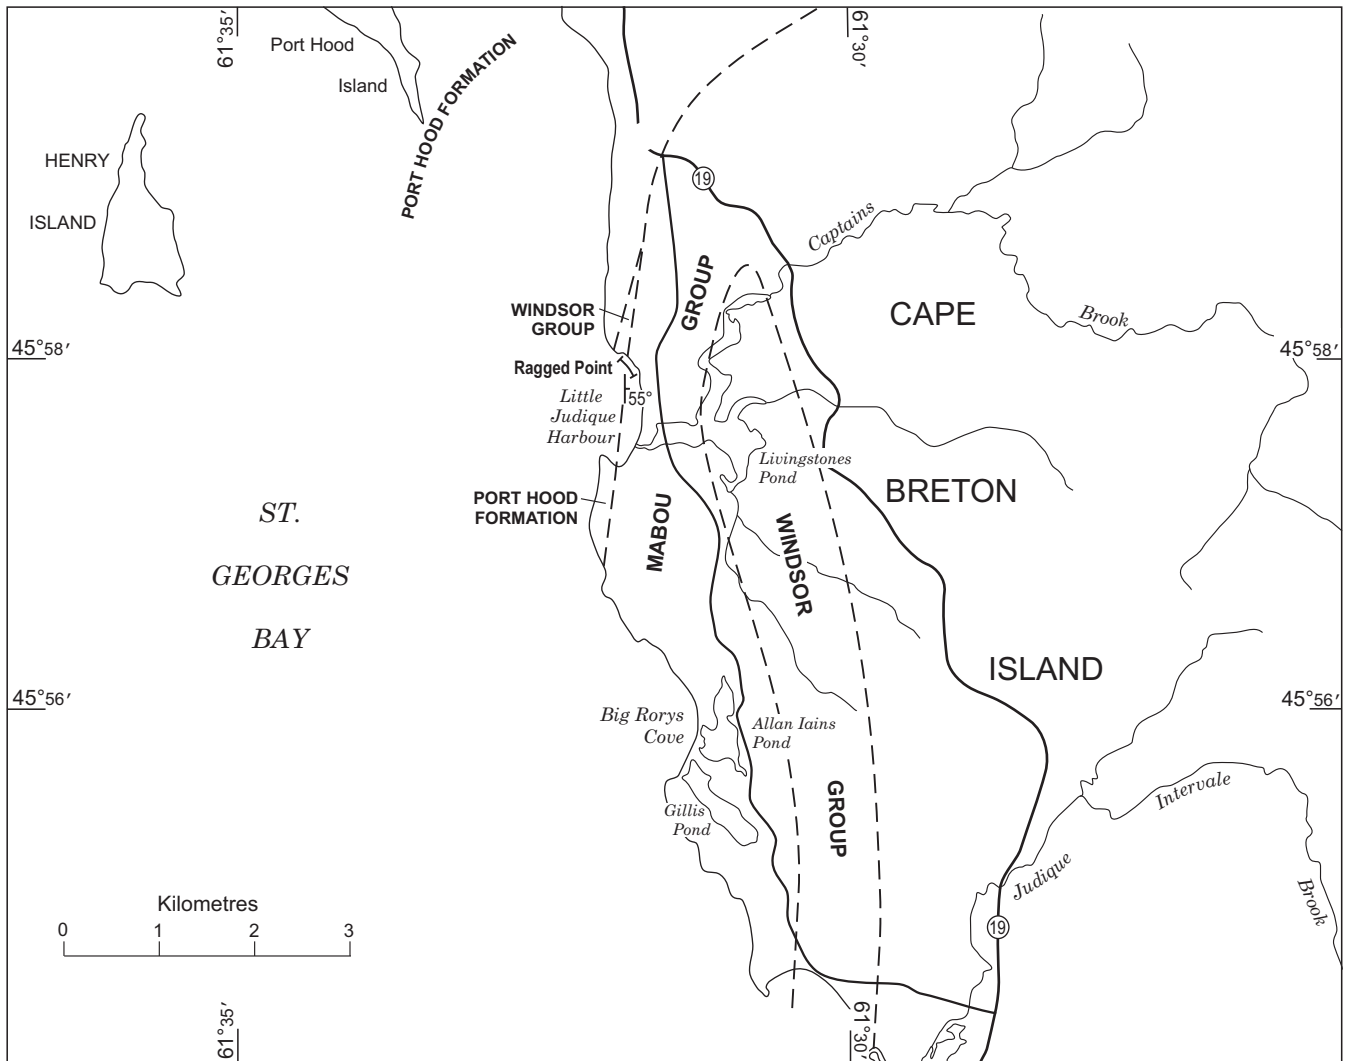 61°35′
61°30′
Port Hood
Island
PORT HOOD FORMATION
HENRY
ISLAND
19
Captains
Brook
GROUP
CAPE
WINDSOR
GROUP
45°58′
45°58′
Ragged Point
55°
Little
Judique
Harbour
Livingstones
Pond
BRETON
PORT HOOD
FORMATION
MABOU
WINDSOR
ST.
GEORGES
BAY
ISLAND
45°56′
45°56′
Big Rorys
Cove
Allan Iains
Pond
Gillis
Pond
GROUP
Intervale
Judique
Brook
19
Kilometres
0 1 2 3
61°35′
61°30′